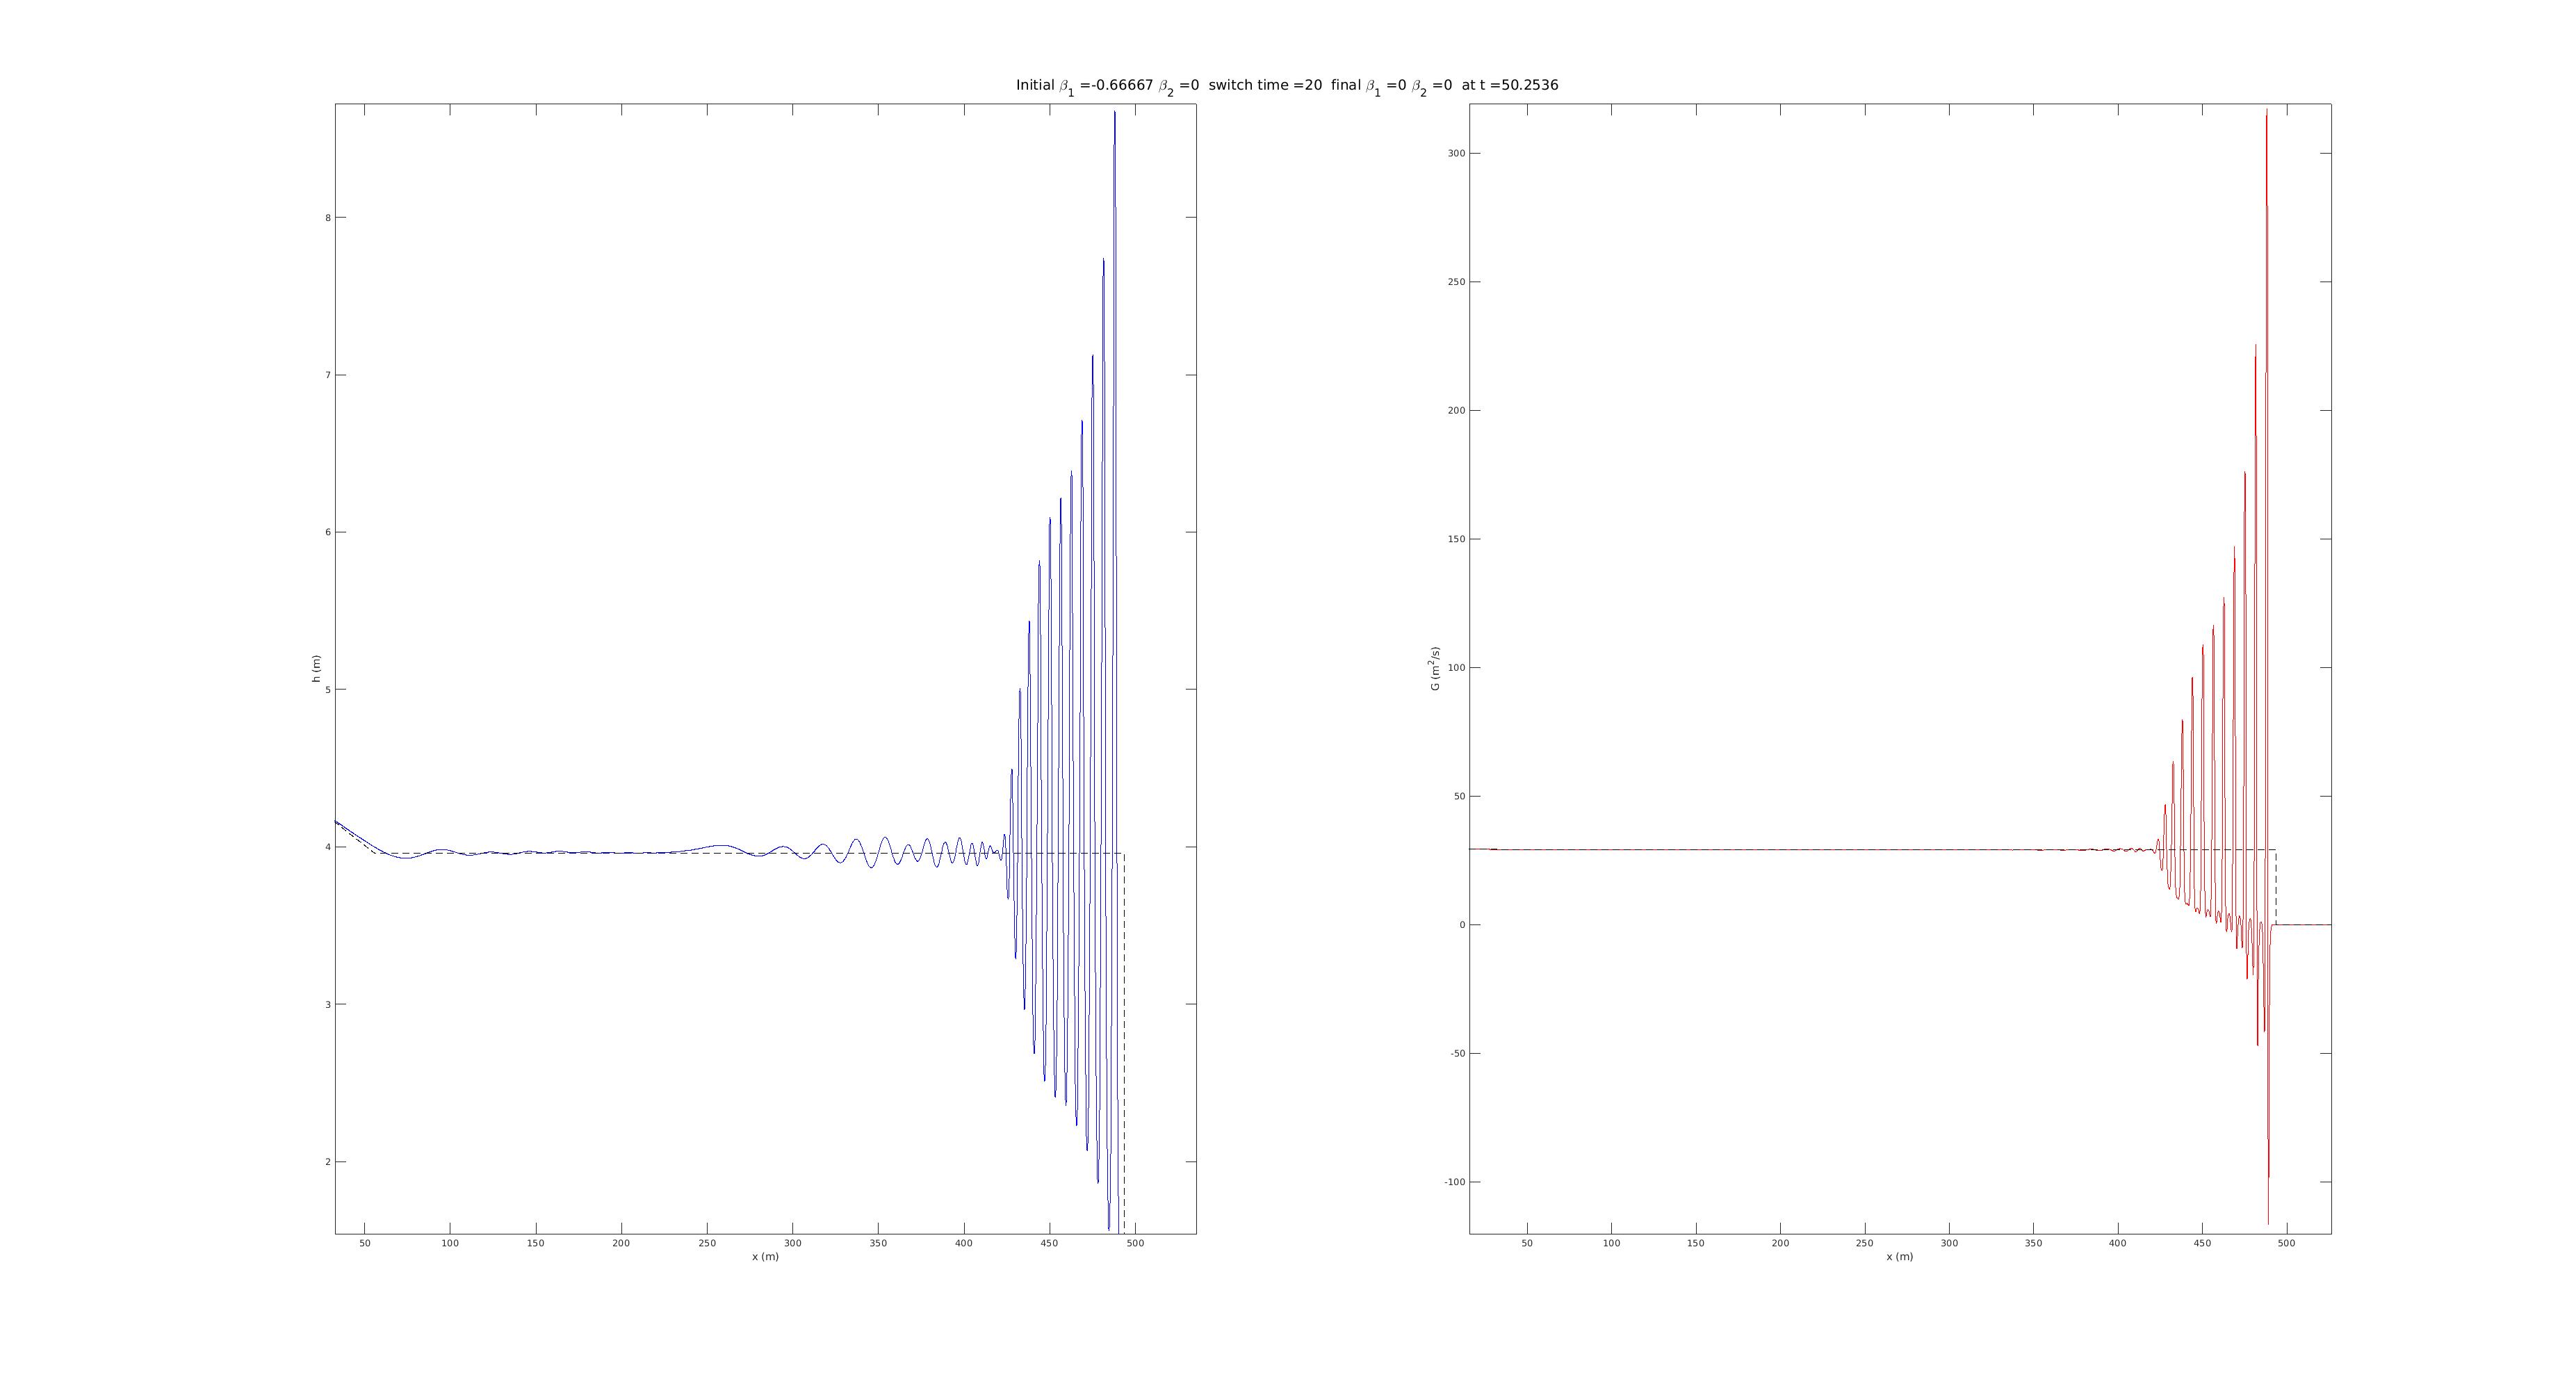 Initial β1 =-0.66667 β2 =0 switch time =20 final β1 =0 β2 =0 at t =50.2536
h (m)
8
7
6
5
4
3
2
50 100 150 200 250 300 350 400 450 500
x (m)
G (m2/s)
300
250
200
150
100
50
0
-50
-100
50 100 150 200 250 300 350 400 450 500
x (m)